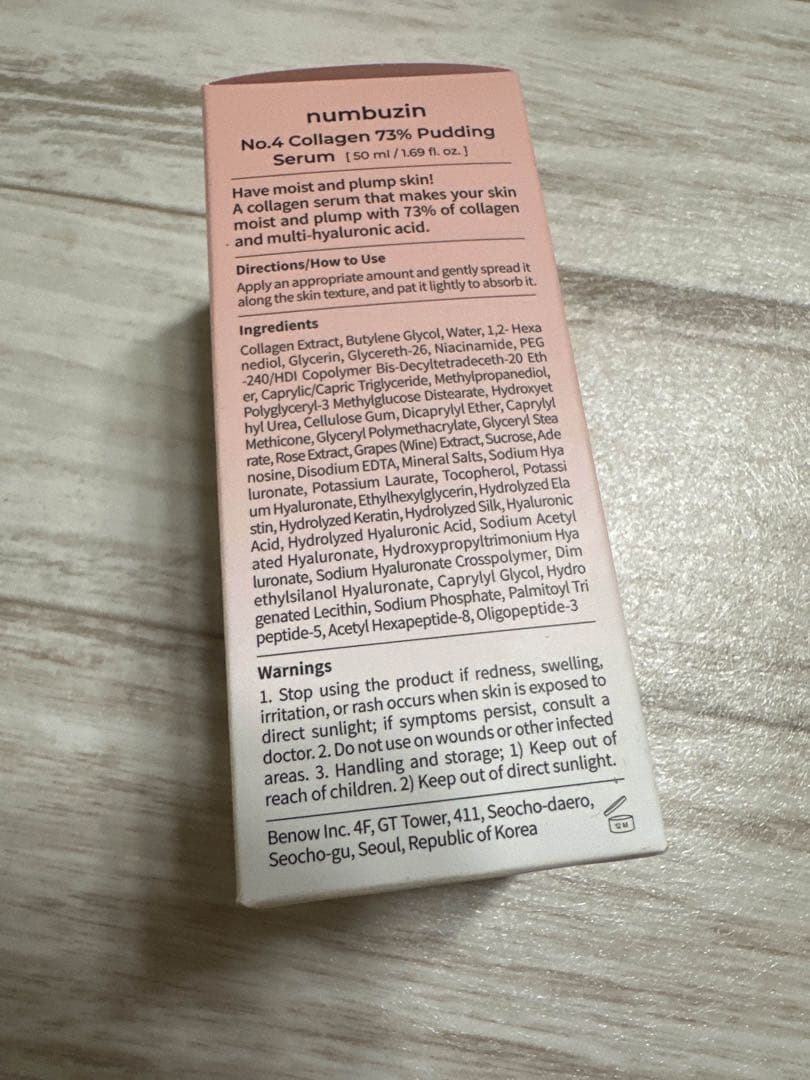 numbuzin
No.4 Collagen 73% Pudding
Serum [50 ml / 1.69 fl. oz.]
Have moist and plump skin!
A collagen serum that makes your skin
moist and plump with 73% of collagen
and multi-hyaluronic acid.
Directions/How to Use
Apply an appropriate amount and gently spread it
along the skin texture, and pat it lightly to absorb it.
Ingredients
Collagen Extract, Butylene Glycol, Water, 1,2- Hexa
nediol, Glycerin, Glycereth-26, Niacinamide, PEG
-240/HDI Copolymer Bis-Decyltetradeceth-20 Eth
er, Caprylic/Capric Triglyceride, Methylpropanediol,
Polyglyceryl-3 Methylglucose Distearate, Hydroxyet
hyl Urea, Cellulose Gum, Dicaprylyl Ether, Caprylyl
Methicone, Glyceryl Polymethacrylate, Glyceryl Stea
rate, Rose Extract, Grapes (Wine) Extract, Sucrose, Ade
nosine, Disodium EDTA, Mineral Salts, Sodium Hya
luronate, Potassium Laurate, Tocopherol, Potassi
um Hyaluronate, Ethylhexylglycerin, Hydrolyzed Ela
stin, Hydrolyzed Keratin, Hydrolyzed Silk, Hyaluronic
Acid, Hydrolyzed Hyaluronic Acid, Sodium Acetyl
ated Hyaluronate, Hydroxypropyltrimonium Hya
luronate, Sodium Hyaluronate Crosspolymer, Dim
ethylsilanol Hyaluronate, Caprylyl Glycol, Hydro
genated Lecithin, Sodium Phosphate, Palmitoyl Tri
peptide-5, Acetyl Hexapeptide-8, Oligopeptide-3
Warnings
1. Stop using the product if redness, swelling,
irritation, or rash occurs when skin is exposed to
direct sunlight; if symptoms persist, consult a
doctor. 2. Do not use on wounds or other infected
areas. 3. Handling and storage; 1) Keep out of
reach of children. 2) Keep out of direct sunlight.
Benow Inc. 4F, GT Tower, 411, Seocho-daero,
Seocho-gu, Seoul, Republic of Korea
12 M